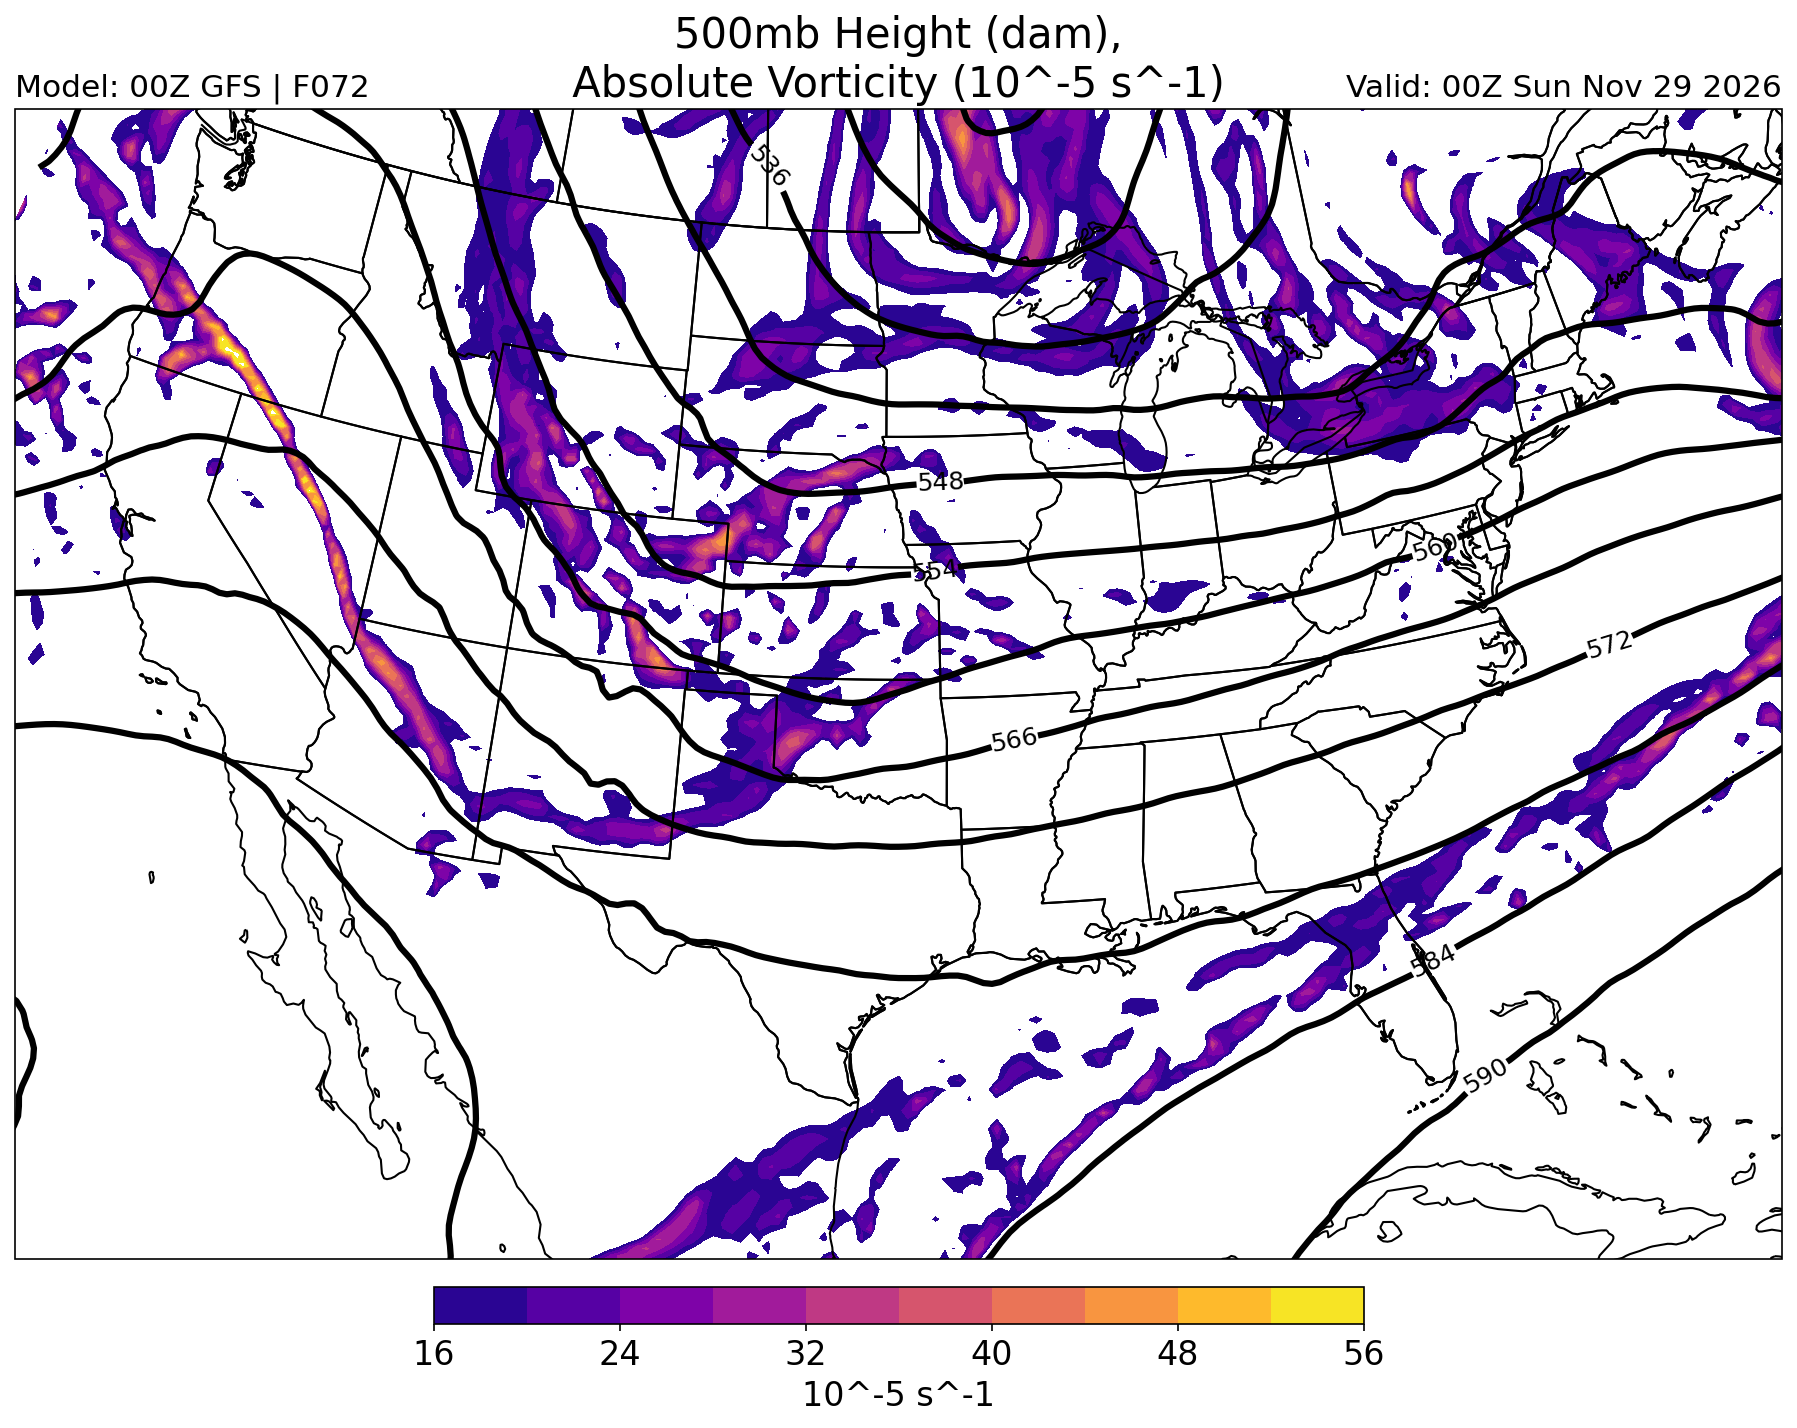 500mb Height (dam),
Absolute Vorticity (10^-5 s^-1)
Model: 00Z GFS | F072
Valid: 00Z Sun Nov 29 2026
536
548
554
560
566
572
584
590
16 24 32 40 48 56
10^-5 s^-1